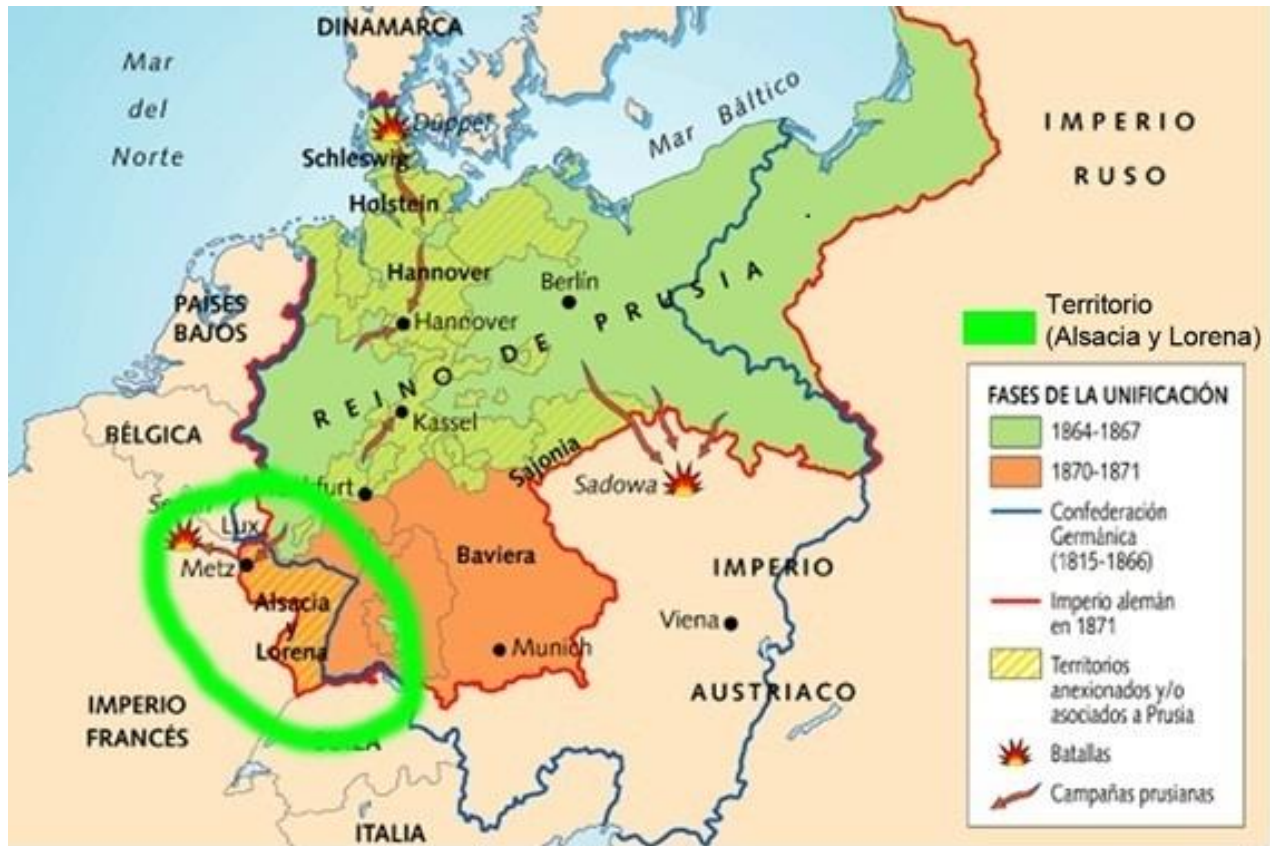 DINAMARCA
Mar
del
Norte
Mar Báltico
IMPERIO
RUSO
Düppel
Schleswig
Holstein
Hannover
Berlín
Hannover
PAÍSES
BAJOS
REINO DE PRUSIA
Kassel
BÉLGICA
Sajonia
Sadowa
Lux
Metz
Alsacia
y
Lorena
Baviera
IMPERIO
AUSTRIACO
Viena
Munich
IMPERIO
FRANCÉS
ITALIA
Territorio
(Alsacia y Lorena)
FASES DE LA UNIFICACIÓN
1864-1867
1870-1871
Confederación
Germánica
(1815-1866)
Imperio alemán
en 1871
Territorios
anexionados y/o
asociados a Prusia
Batallas
Campañas prusianas